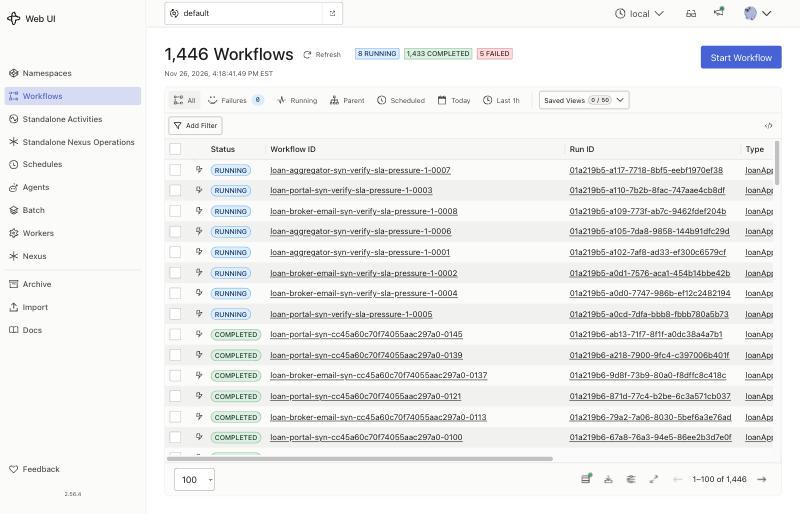 Web UI
default
local
1,446 Workflows
Refresh
8 RUNNING
1,433 COMPLETED
5 FAILED
Nov 26, 2026, 4:18:41.49 PM EST
Start Workflow
Namespaces
Workflows
Standalone Activities
Standalone Nexus Operations
Schedules
Agents
Batch
Workers
Nexus
Archive
Import
Docs
Feedback
2.56.4
All
Failures 0
Running
Parent
Scheduled
Today
Last 1h
Saved Views 0 / 50
Add Filter
</>
Status Workflow ID Run ID Type
RUNNING loan-aggregator-syn-verify-sla-pressure-1-0007 01a219b5-a117-7718-8bf5-eebf1970ef38 loanApp
RUNNING loan-portal-syn-verify-sla-pressure-1-0003 01a219b5-a110-7b2b-8fac-747aae4cb8df loanApp
RUNNING loan-broker-email-syn-verify-sla-pressure-1-0008 01a219b5-a109-773f-ab7c-9462fdef204b loanApp
RUNNING loan-aggregator-syn-verify-sla-pressure-1-0006 01a219b5-a105-7da8-9858-144b91dfc29d loanApp
RUNNING loan-aggregator-syn-verify-sla-pressure-1-0001 01a219b5-a102-7af8-ad33-ef300c6579cf loanApp
RUNNING loan-broker-email-syn-verify-sla-pressure-1-0002 01a219b5-a0d1-7576-aca1-454b14bbe42b loanApp
RUNNING loan-broker-email-syn-verify-sla-pressure-1-0004 01a219b5-a0d0-7747-986b-ef12c2482194 loanApp
RUNNING loan-portal-syn-verify-sla-pressure-1-0005 01a219b5-a0cd-7dfa-bbb8-fbbb780a5b73 loanApp
COMPLETED loan-portal-syn-cc45a60c70f74055aac297a0-0145 01a219b6-ab13-71f7-8f1f-a0dc38a4a7b1 loanApp
COMPLETED loan-portal-syn-cc45a60c70f74055aac297a0-0139 01a219b6-a218-7900-9fc4-c397006b401f loanApp
COMPLETED loan-broker-email-syn-cc45a60c70f74055aac297a0-0137 01a219b6-9d8f-73b9-80a0-f8dffc8c418c loanApp
COMPLETED loan-portal-syn-cc45a60c70f74055aac297a0-0121 01a219b6-871d-77c4-b2be-6c3a571cb037 loanApp
COMPLETED loan-broker-email-syn-cc45a60c70f74055aac297a0-0113 01a219b6-79a2-7a06-8030-5bef6a3e76ad loanApp
COMPLETED loan-portal-syn-cc45a60c70f74055aac297a0-0100 01a219b6-67a8-76a3-94e5-86ee2b3d7e0f loanApp
100
1–100 of 1,446